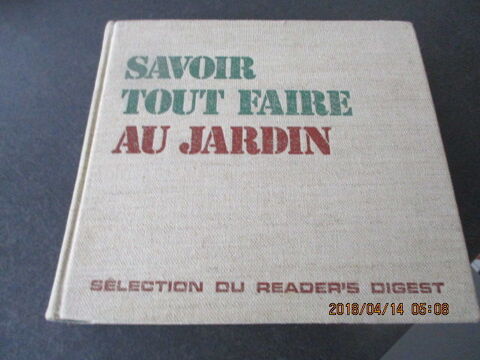 SAVOIR
TOUT FAIRE
AU JARDIN
SÉLECTION DU READER'S DIGEST
2018/04/14 05:08